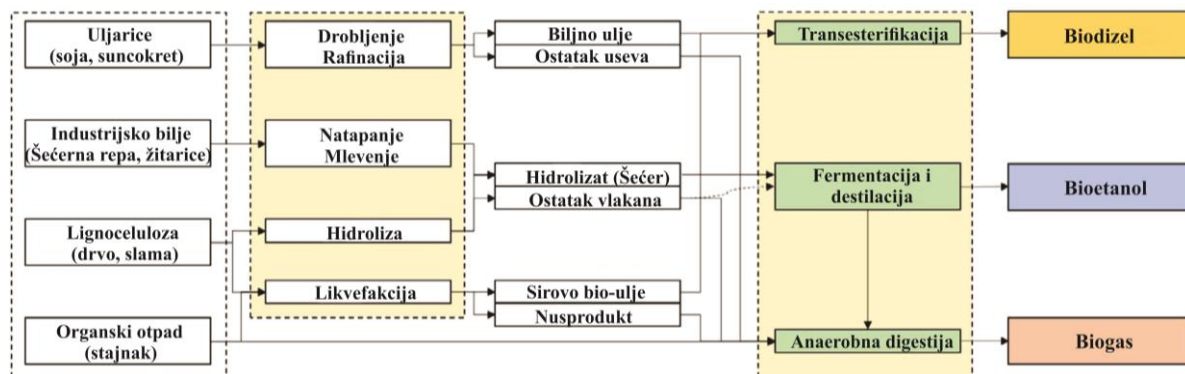 Uljarice
(soja, suncokret)
Industrijsko bilje
(Šećerna repa, žitarice)
Lignoceluloza
(drvo, slama)
Organski otpad
(stajnak)
Drobljenje
Rafinacija
Natapanje
Mlevenje
Hidroliza
Likvefakcija
Biljno ulje
Ostatak useva
Hidrolizat (Šećer)
Ostatak vlakana
Sirovo bio-ulje
Nusprodukt
Transesterifikacija
Fermentacija i
destilacija
Anaerobna digestija
Biodizel
Bioetanol
Biogas